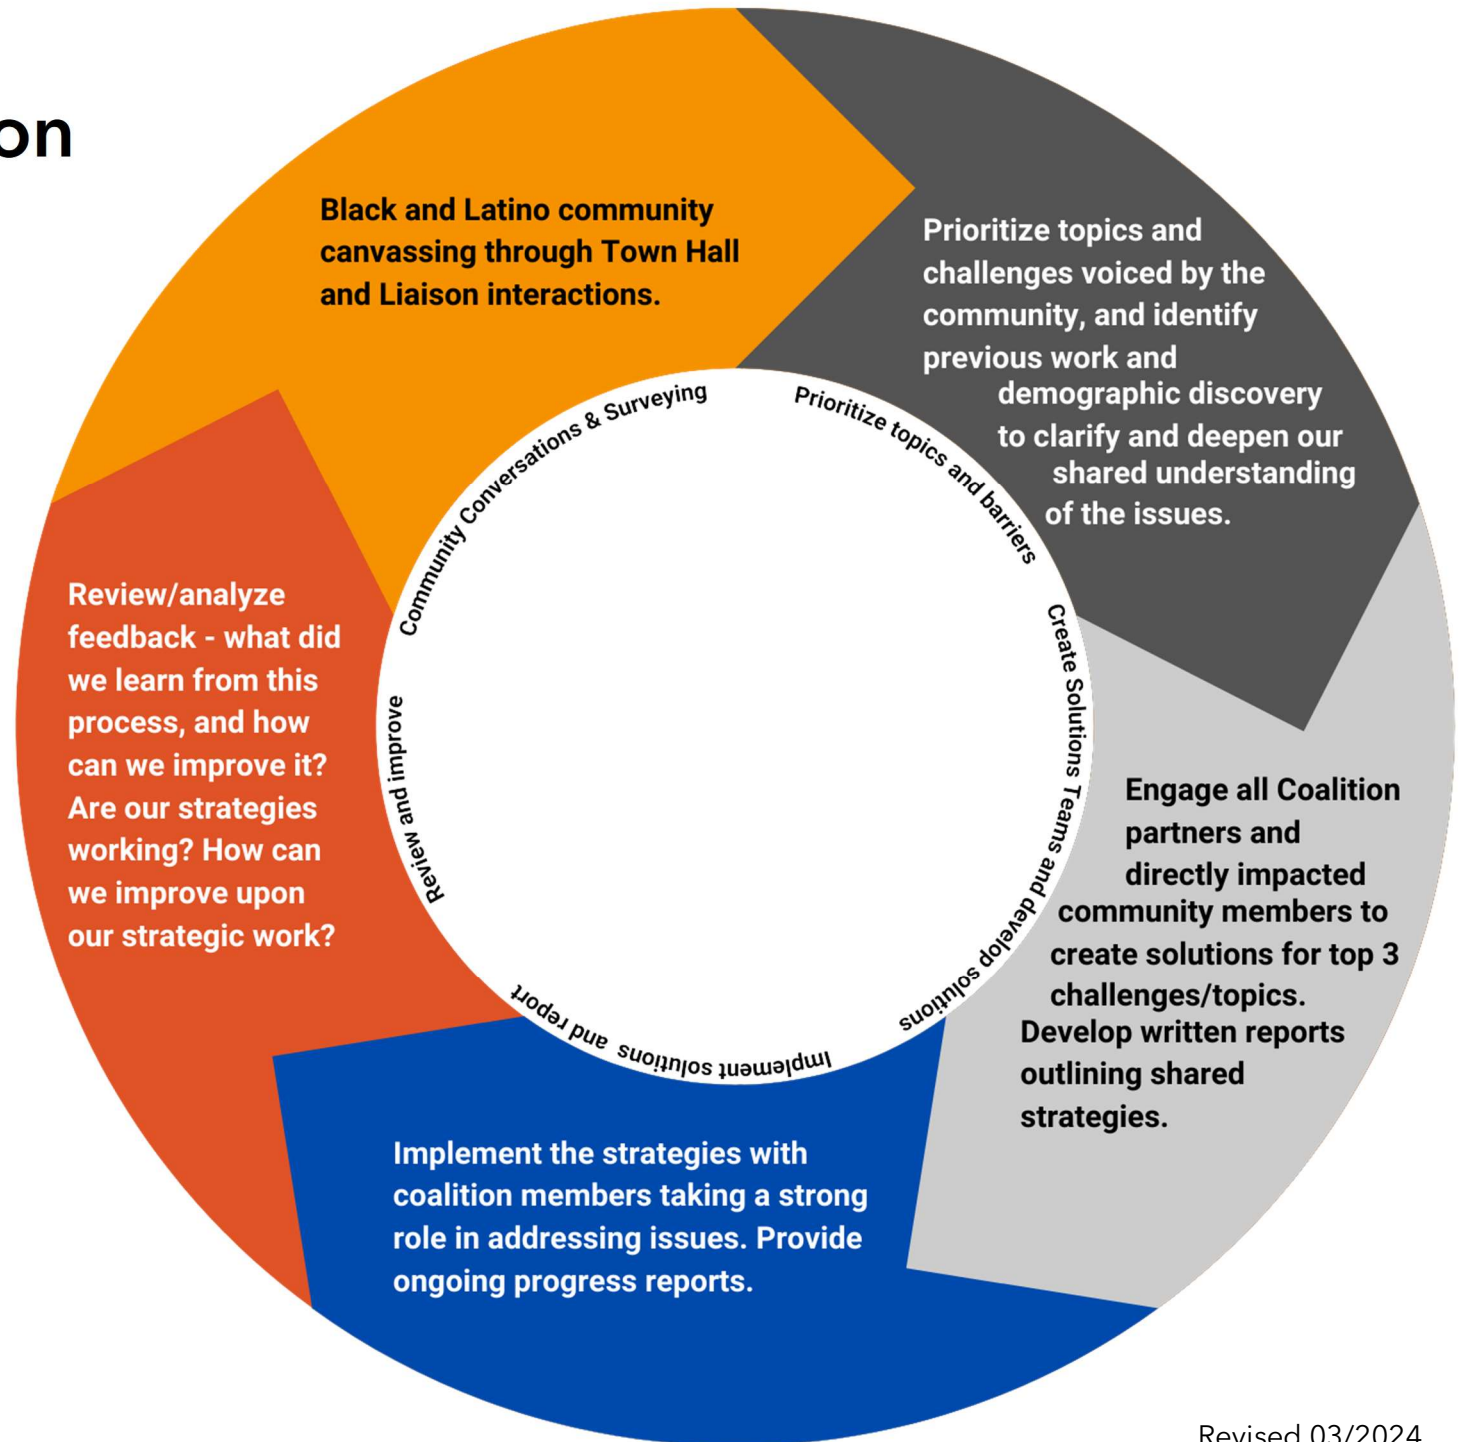 on
Black and Latino community
canvassing through Town Hall
and Liaison interactions.
Prioritize topics and
challenges voiced by the
community, and identify
previous work and
demographic discovery
to clarify and deepen our
shared understanding
of the issues.
Engage all Coalition
partners and
directly impacted
community members to
create solutions for top 3
challenges/topics.
Develop written reports
outlining shared
strategies.
Implement the strategies with
coalition members taking a strong
role in addressing issues. Provide
ongoing progress reports.
Review/analyze
feedback - what did
we learn from this
process, and how
can we improve it?
Are our strategies
working? How can
we improve upon
our strategic work?
Community Conversations & Surveying
Prioritize topics and barriers
Create Solutions Teams and develop solutions
Implement solutions and report
Review and improve
Revised 03/2024